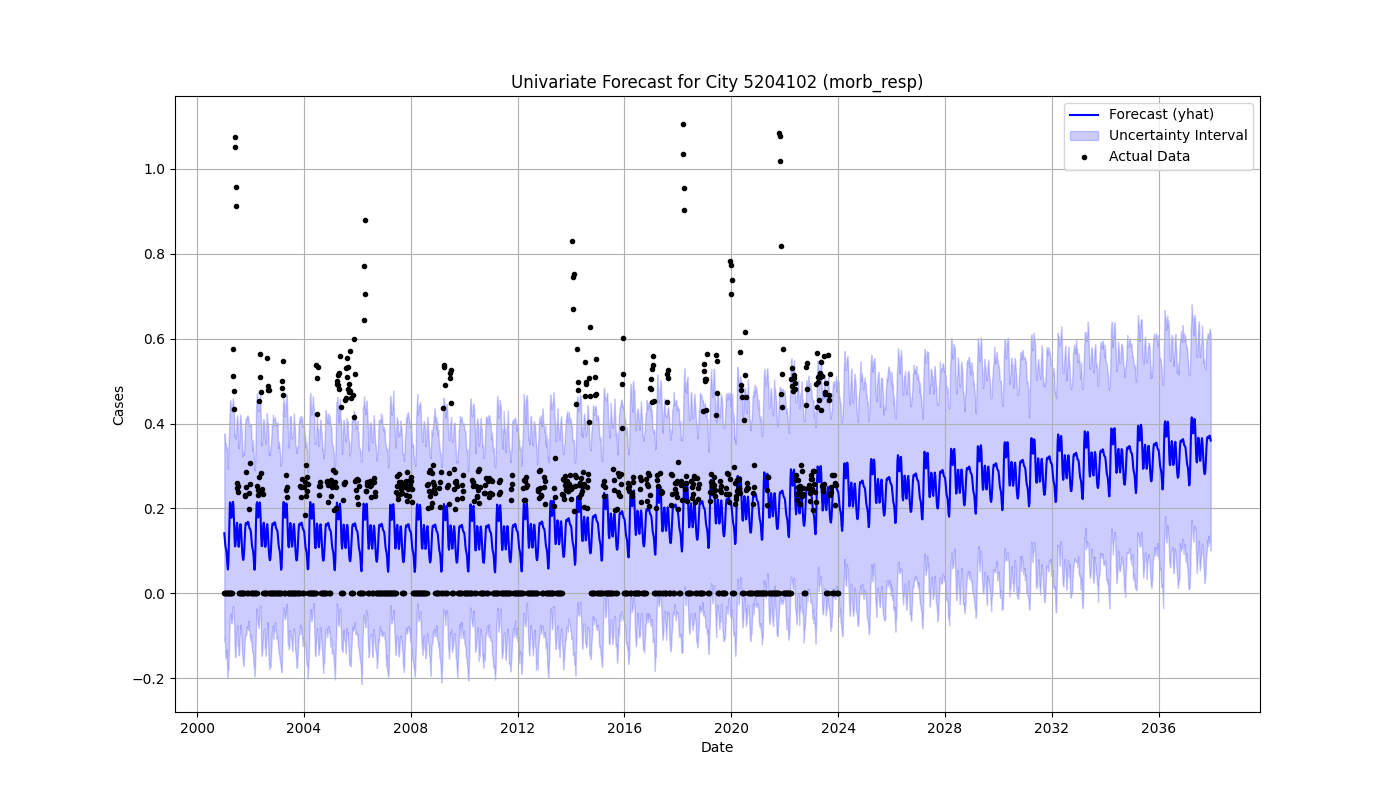 Univariate Forecast for City 5204102 (morb_resp)
Forecast (yhat)
Uncertainty Interval
Actual Data
Cases
1.0
0.8
0.6
0.4
0.2
0.0
−0.2
2000 2004 2008 2012 2016 2020 2024 2028 2032 2036
Date